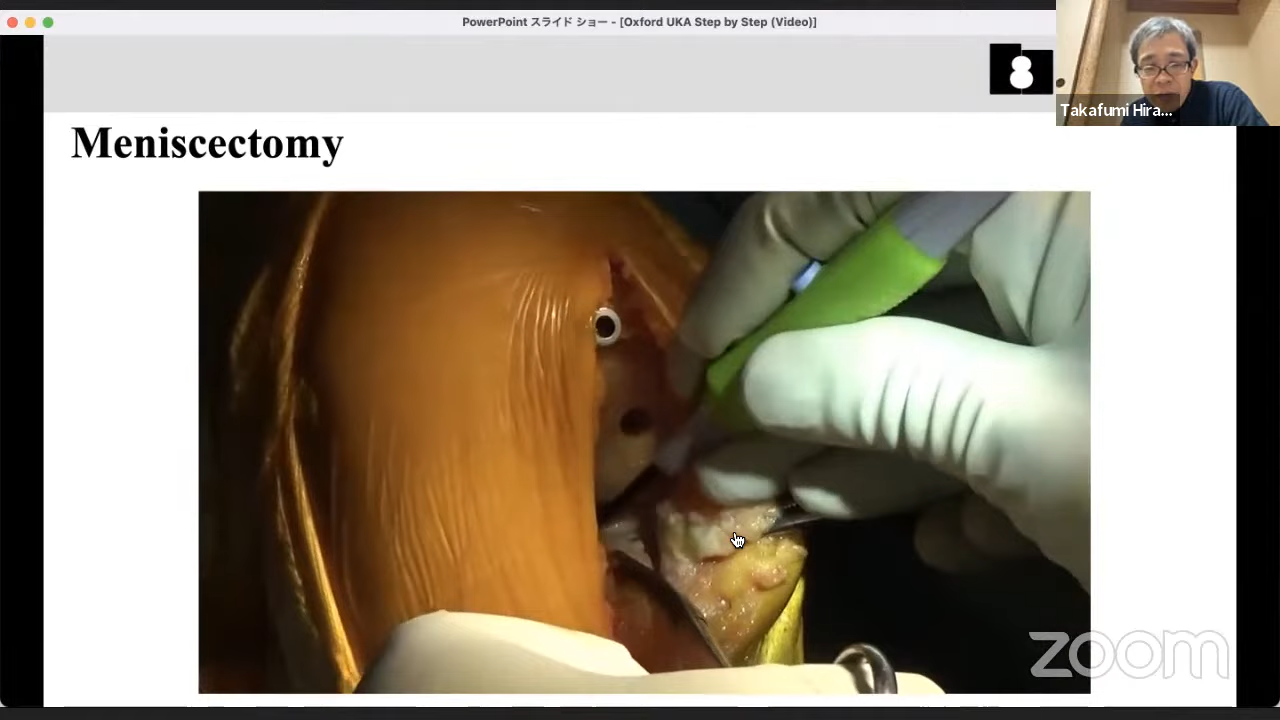 PowerPoint スライド ショー - [Oxford UKA Step by Step (Video)]
Takafumi Hira...
Meniscectomy
zoom